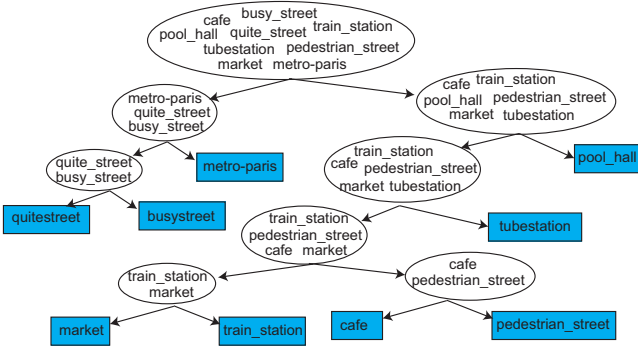 cafe busy_street
pool_hall quite_street train_station
tubestation pedestrian_street
market metro-paris
metro-paris
quite_street
busy_street
cafe train_station
pool_hall pedestrian_street
market tubestation
quite_street
busy_street
metro-paris
train_station
cafe pedestrian_street
market tubestation
pool_hall
quitestreet
busystreet
train_station
pedestrian_street
cafe market
tubestation
train_station
market
cafe
pedestrian_street
market
train_station
cafe
pedestrian_street